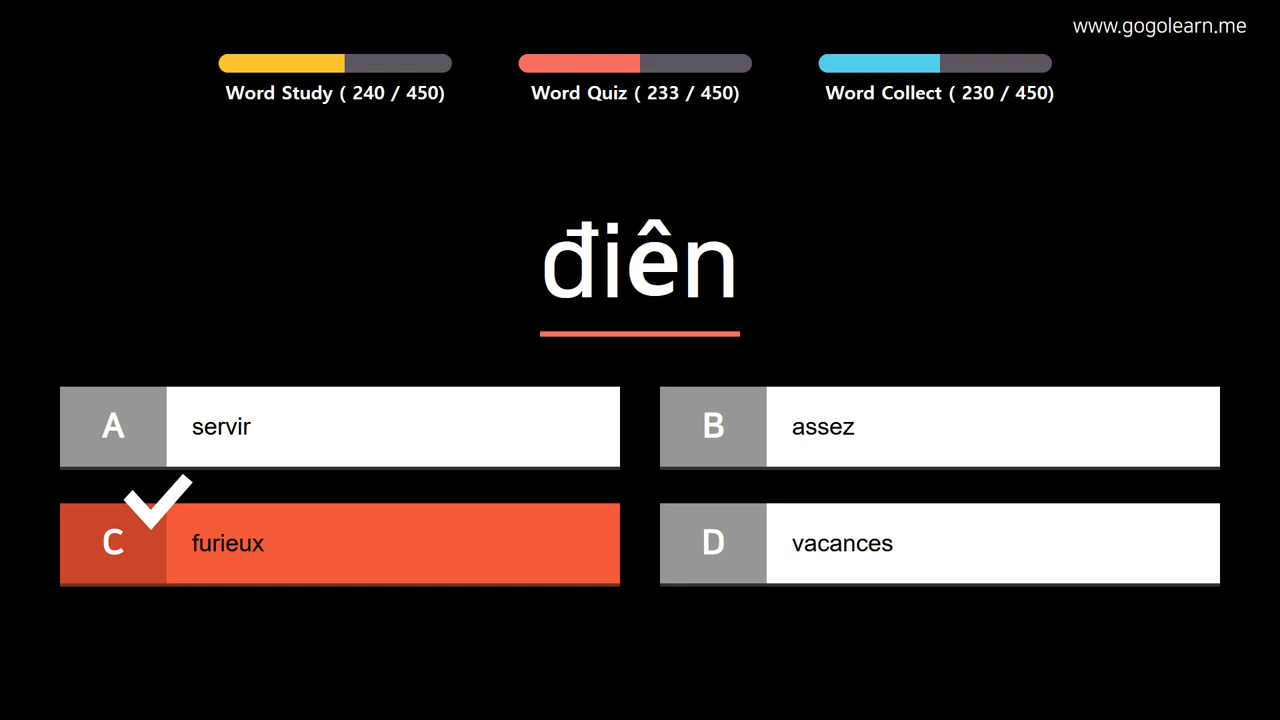 www.gogolearn.me
Word Study ( 240 / 450)
Word Quiz ( 233 / 450)
Word Collect ( 230 / 450)
điên
A
servir
B
assez
C
furieux
D
vacances